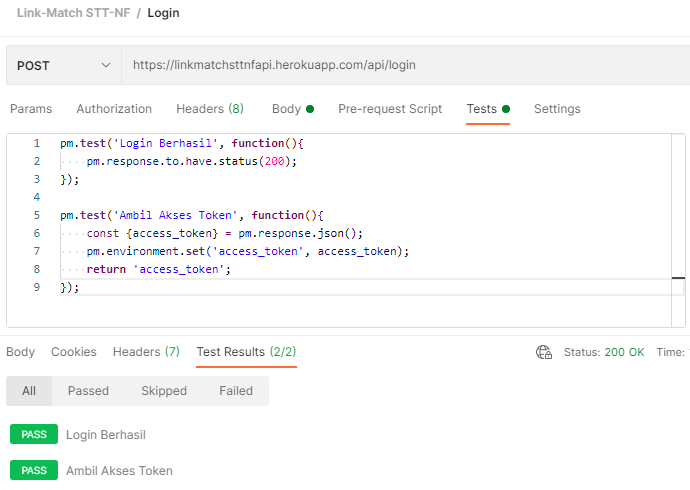 Link-Match STT-NF / Login
POST https://linkmatchsttnfapi.herokuapp.com/api/login
Params Authorization Headers (8) Body Pre-request Script Tests Settings
1 pm.test('Login Berhasil', function(){
2 pm.response.to.have.status(200);
3 });
4
5 pm.test('Ambil Akses Token', function(){
6 const {access_token} = pm.response.json();
7 pm.environment.set('access_token', access_token);
8 return 'access_token';
9 });
Body Cookies Headers (7) Test Results (2/2) Status: 200 OK Time:
All Passed Skipped Failed
PASS Login Berhasil
PASS Ambil Akses Token